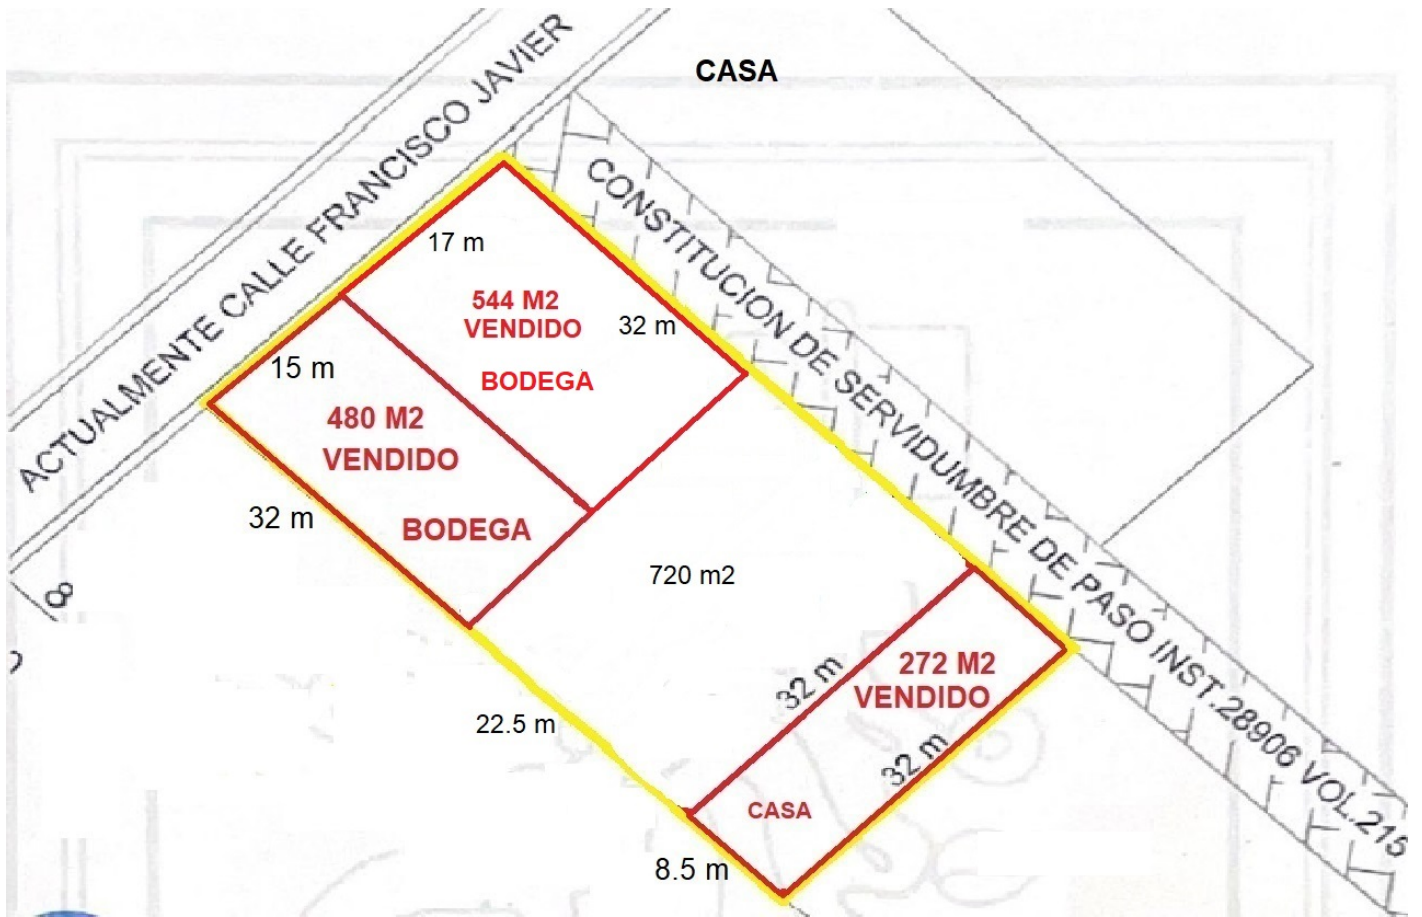 CASA
ACTUALMENTE CALLE FRANCISCO JAVIER
CONSTITUCION DE SERVIDUMBRE DE PASO INST.28906 VOL.215
17 m
544 M2
VENDIDO
32 m
BODEGA
15 m
480 M2
VENDIDO
32 m
BODEGA
720 m2
8
272 M2
VENDIDO
32 m
32 m
22.5 m
CASA
8.5 m